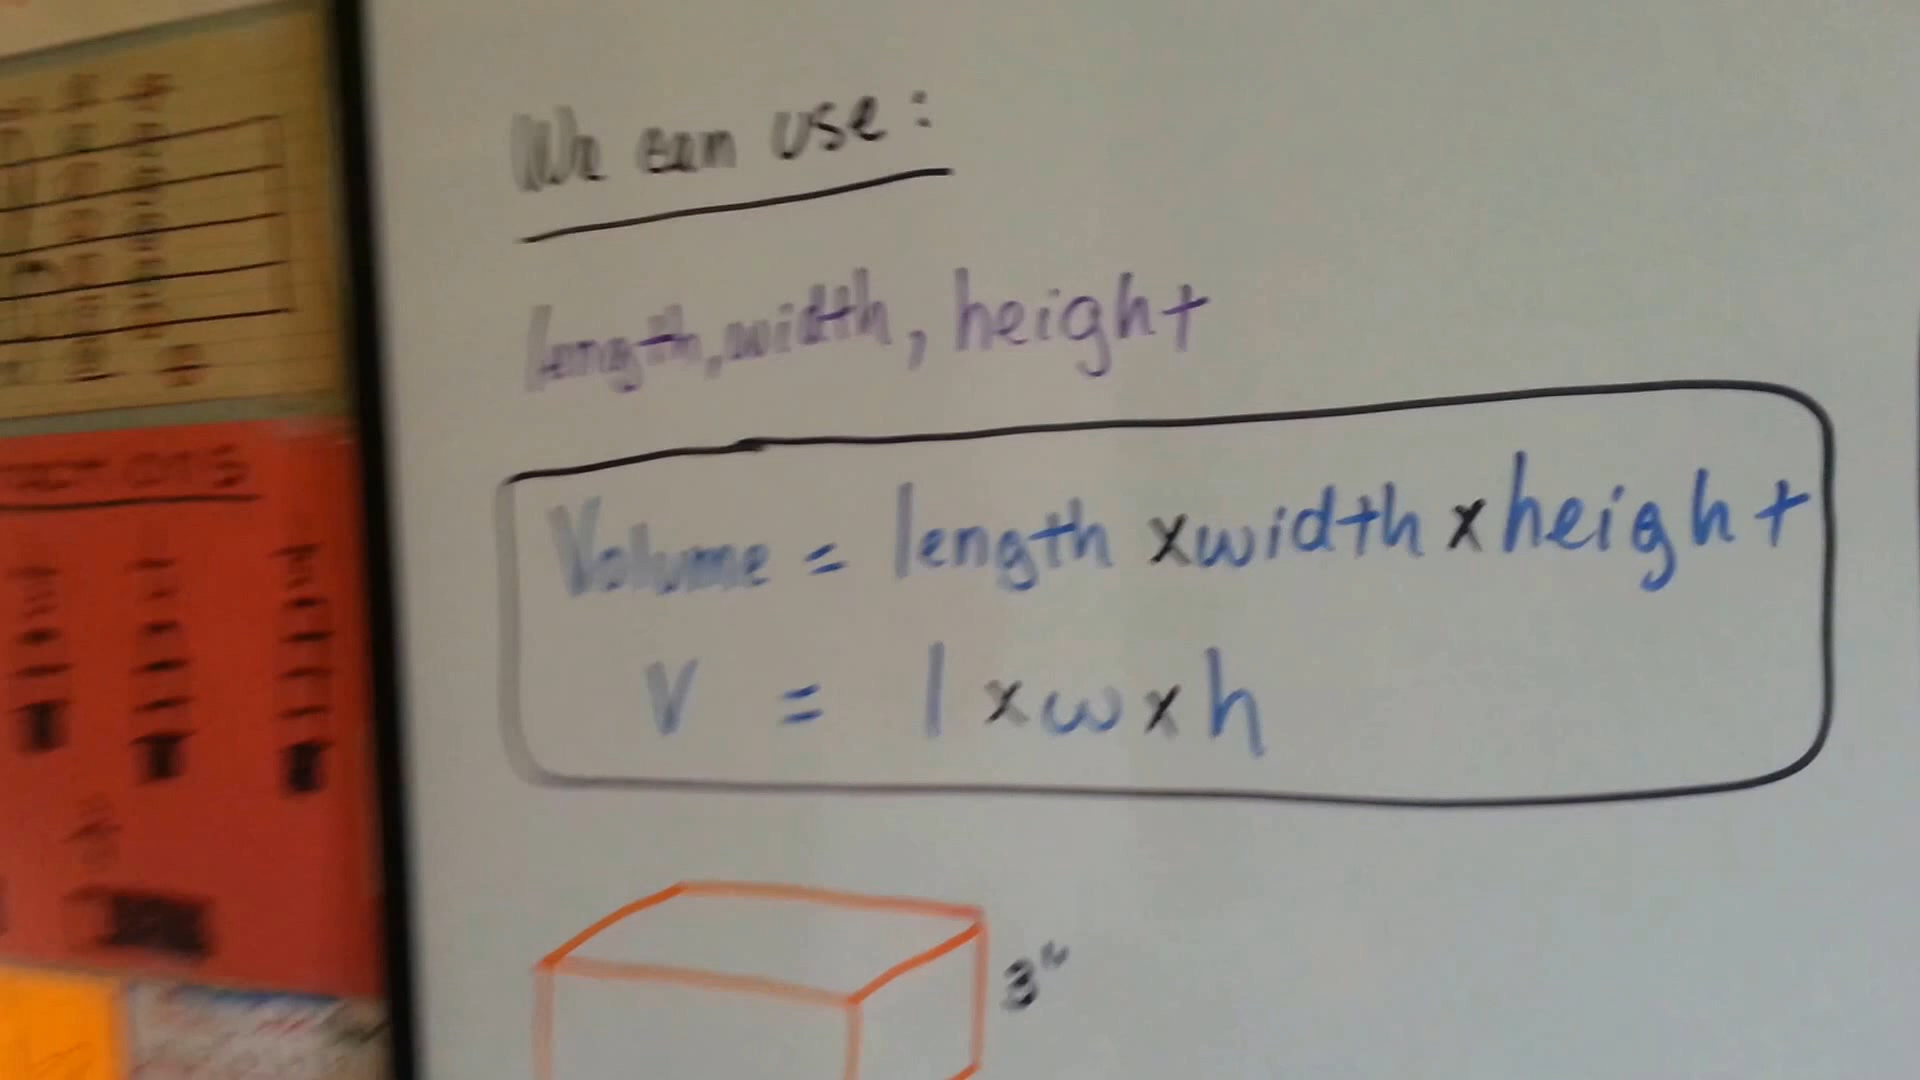 We can use:
length, width, height
Volume = length x width x height
V = l x w x h
3"